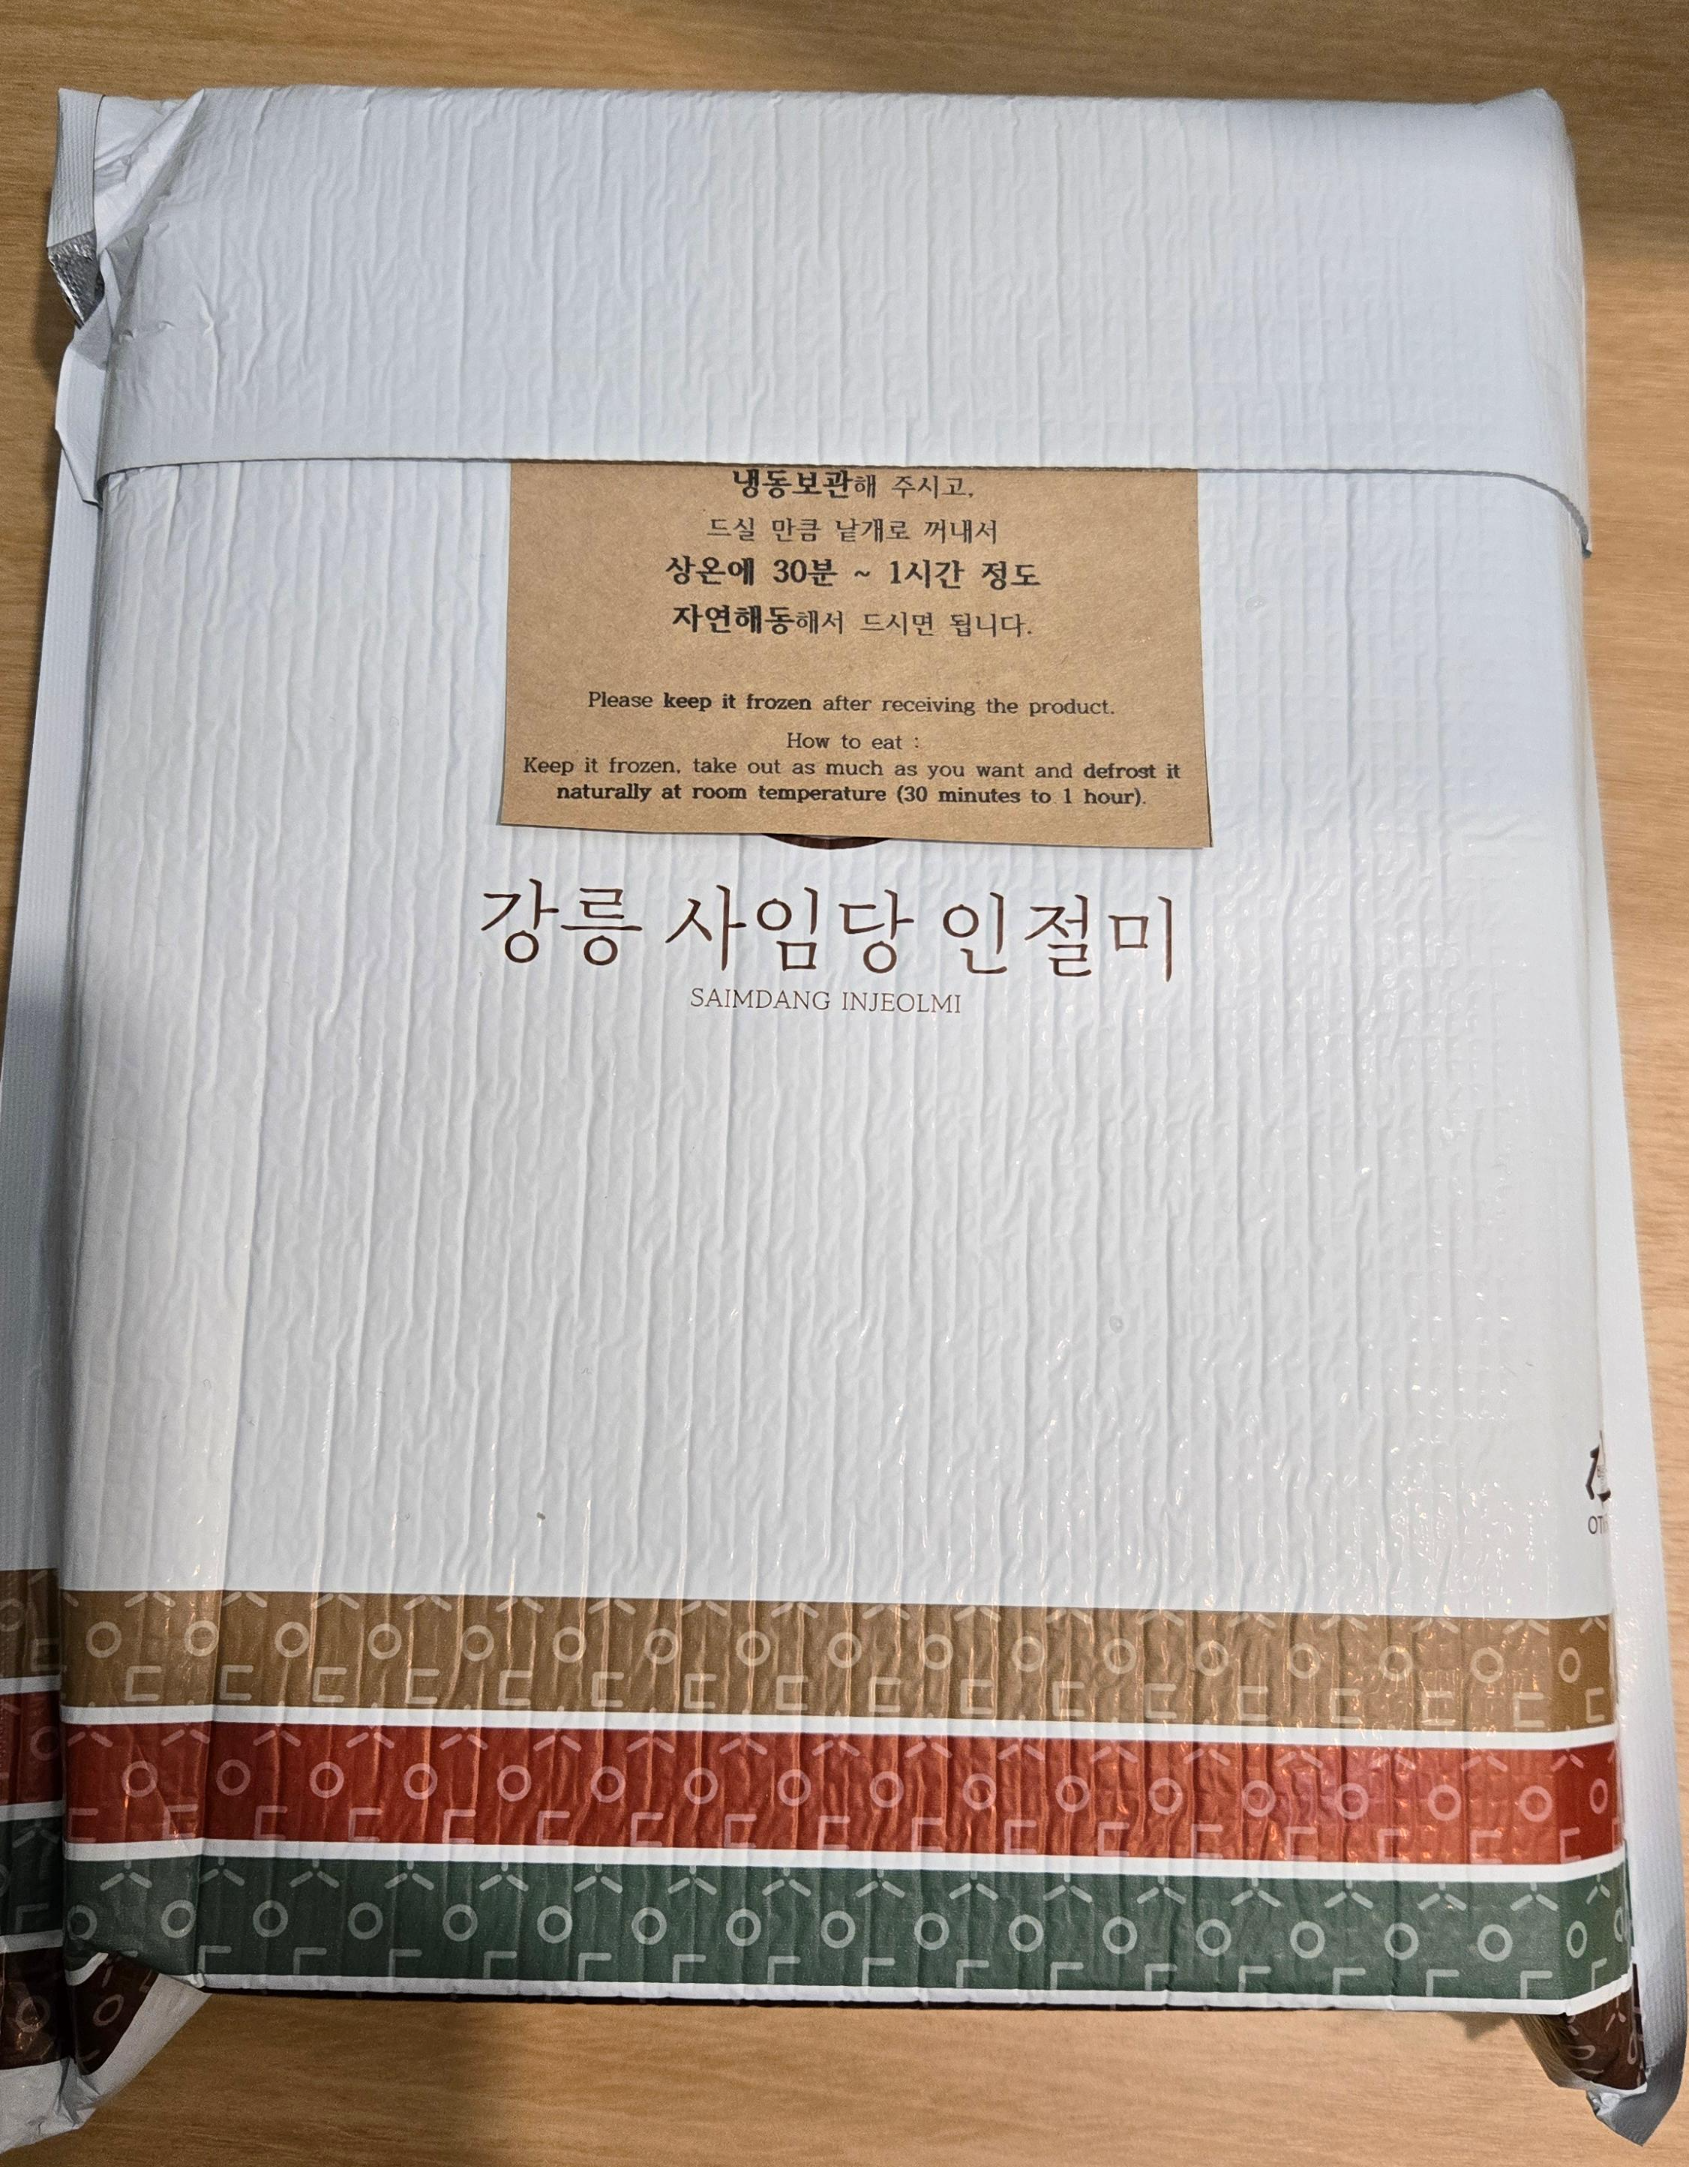 냉동보관해 주시고,
드실 만큼 낱개로 꺼내서
상온에 30분 ~ 1시간 정도
자연해동해서 드시면 됩니다.
Please keep it frozen after receiving the product.
How to eat :
Keep it frozen, take out as much as you want and defrost it
naturally at room temperature (30 minutes to 1 hour).
강릉 사임당 인절미
SAIMDANG INJEOLMI